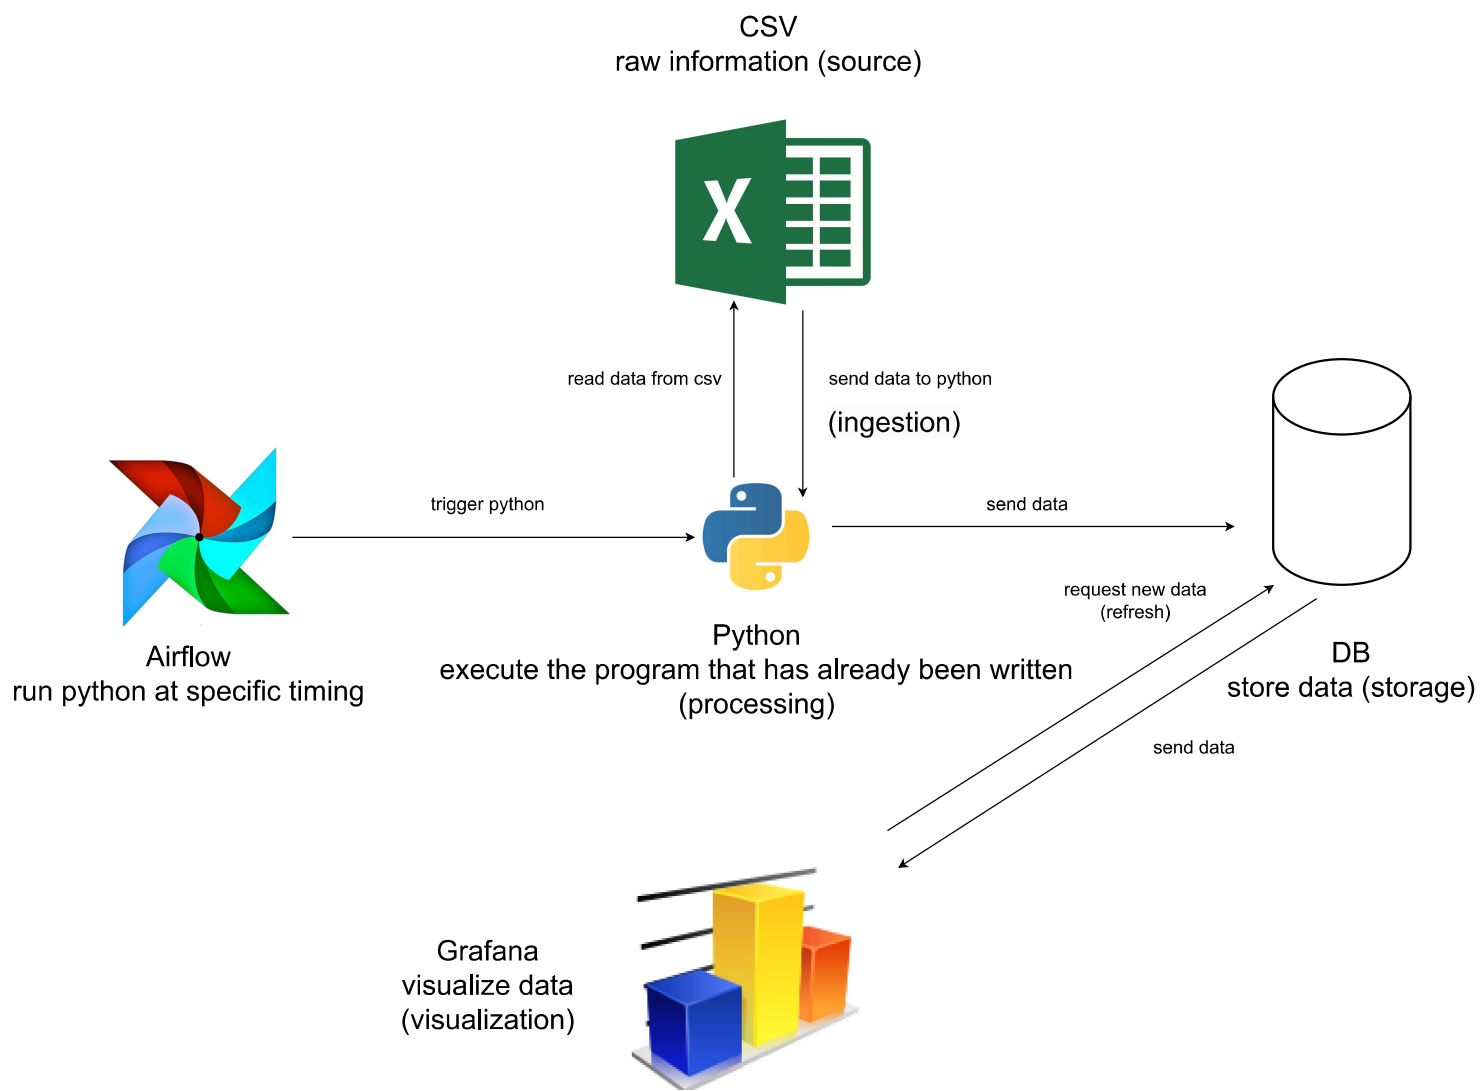 CSV
raw information (source)
X
read data from csv
send data to python
(ingestion)
trigger python
send data
request new data
(refresh)
Airflow
run python at specific timing
Python
execute the program that has already been written
(processing)
DB
store data (storage)
send data
Grafana
visualize data
(visualization)